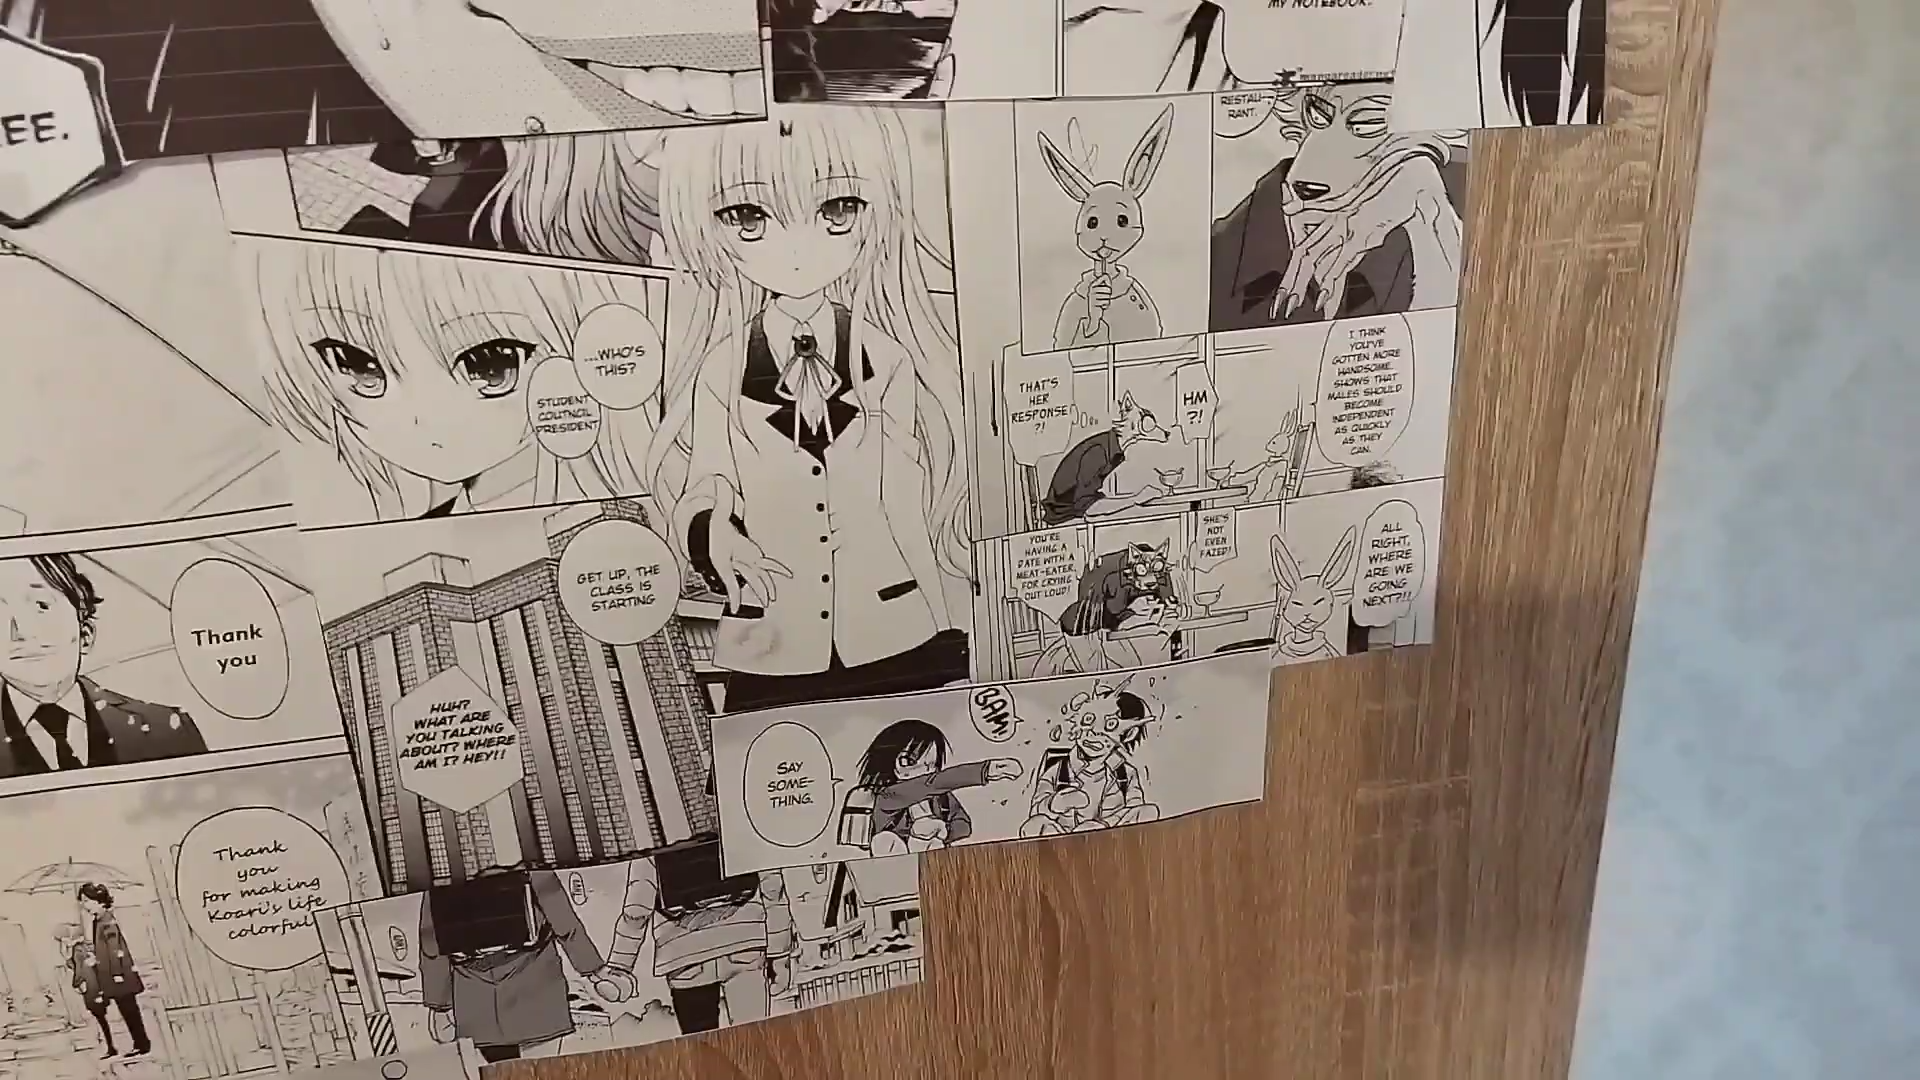 EE.
MY NOTEBOOK.
mangareader.net
RESTAU-
RANT.
...WHO'S
THIS?
STUDENT
COUNCIL
PRESIDENT
I THINK
YOU'VE
GOTTEN MORE
HANDSOME.
SHOWS THAT
MALES SHOULD
BECOME
INDEPENDENT
AS QUICKLY
AS THEY
CAN.
HM
?!
THAT'S
HER
RESPONSE
?!
YOU'RE
HAVING A
DATE WITH A
MEAT-EATER,
FOR CRYING
OUT LOUD!
SHE'S
NOT
EVEN
FAZED!
ALL
RIGHT,
WHERE
ARE WE
GOING
NEXT?!!
Thank
you
GET UP, THE
CLASS IS
STARTING
HUH?
WHAT ARE
YOU TALKING
ABOUT? WHERE
AM I? HEY!!
SAY
SOME-
THING.
BAM!
Thank
you
for making
Koari's life
colorful